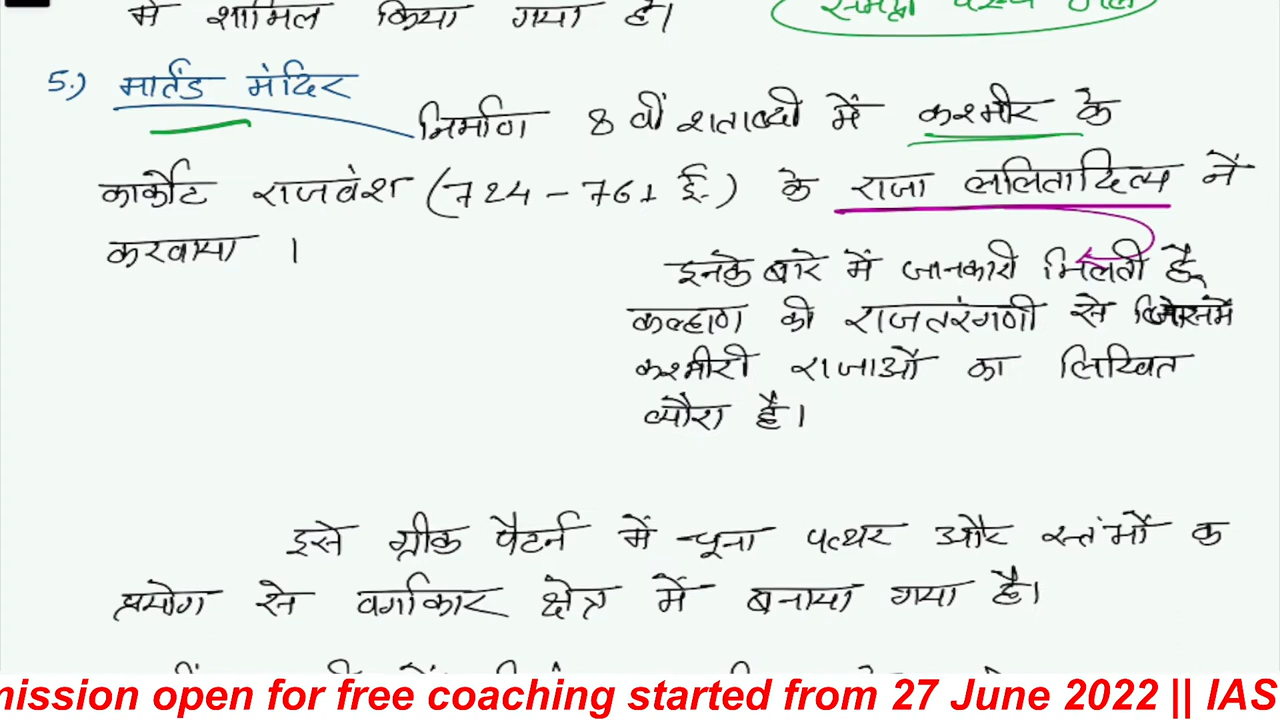 में शामिल किया गया है।
5.) मार्तंड मंदिर
निर्माण 8 वीं शताब्दी में कश्मीर के
कार्कोट राजवंश (724 - 761 ई.) के राजा ललितादित्य ने
करवाया ।
इनके बारे में जानकारी मिलती है
कल्हाण की राजतरंगणी से जिसमें
कश्मीरी राजाओं का लिखित
ब्यौरा है।
इसे ग्रीक पैटर्न में चूना पत्थर और स्तंभों क
प्रयोग से वर्गाकार क्षेत्र में बनाया गया है।
mission open for free coaching started from 27 June 2022 || IAS